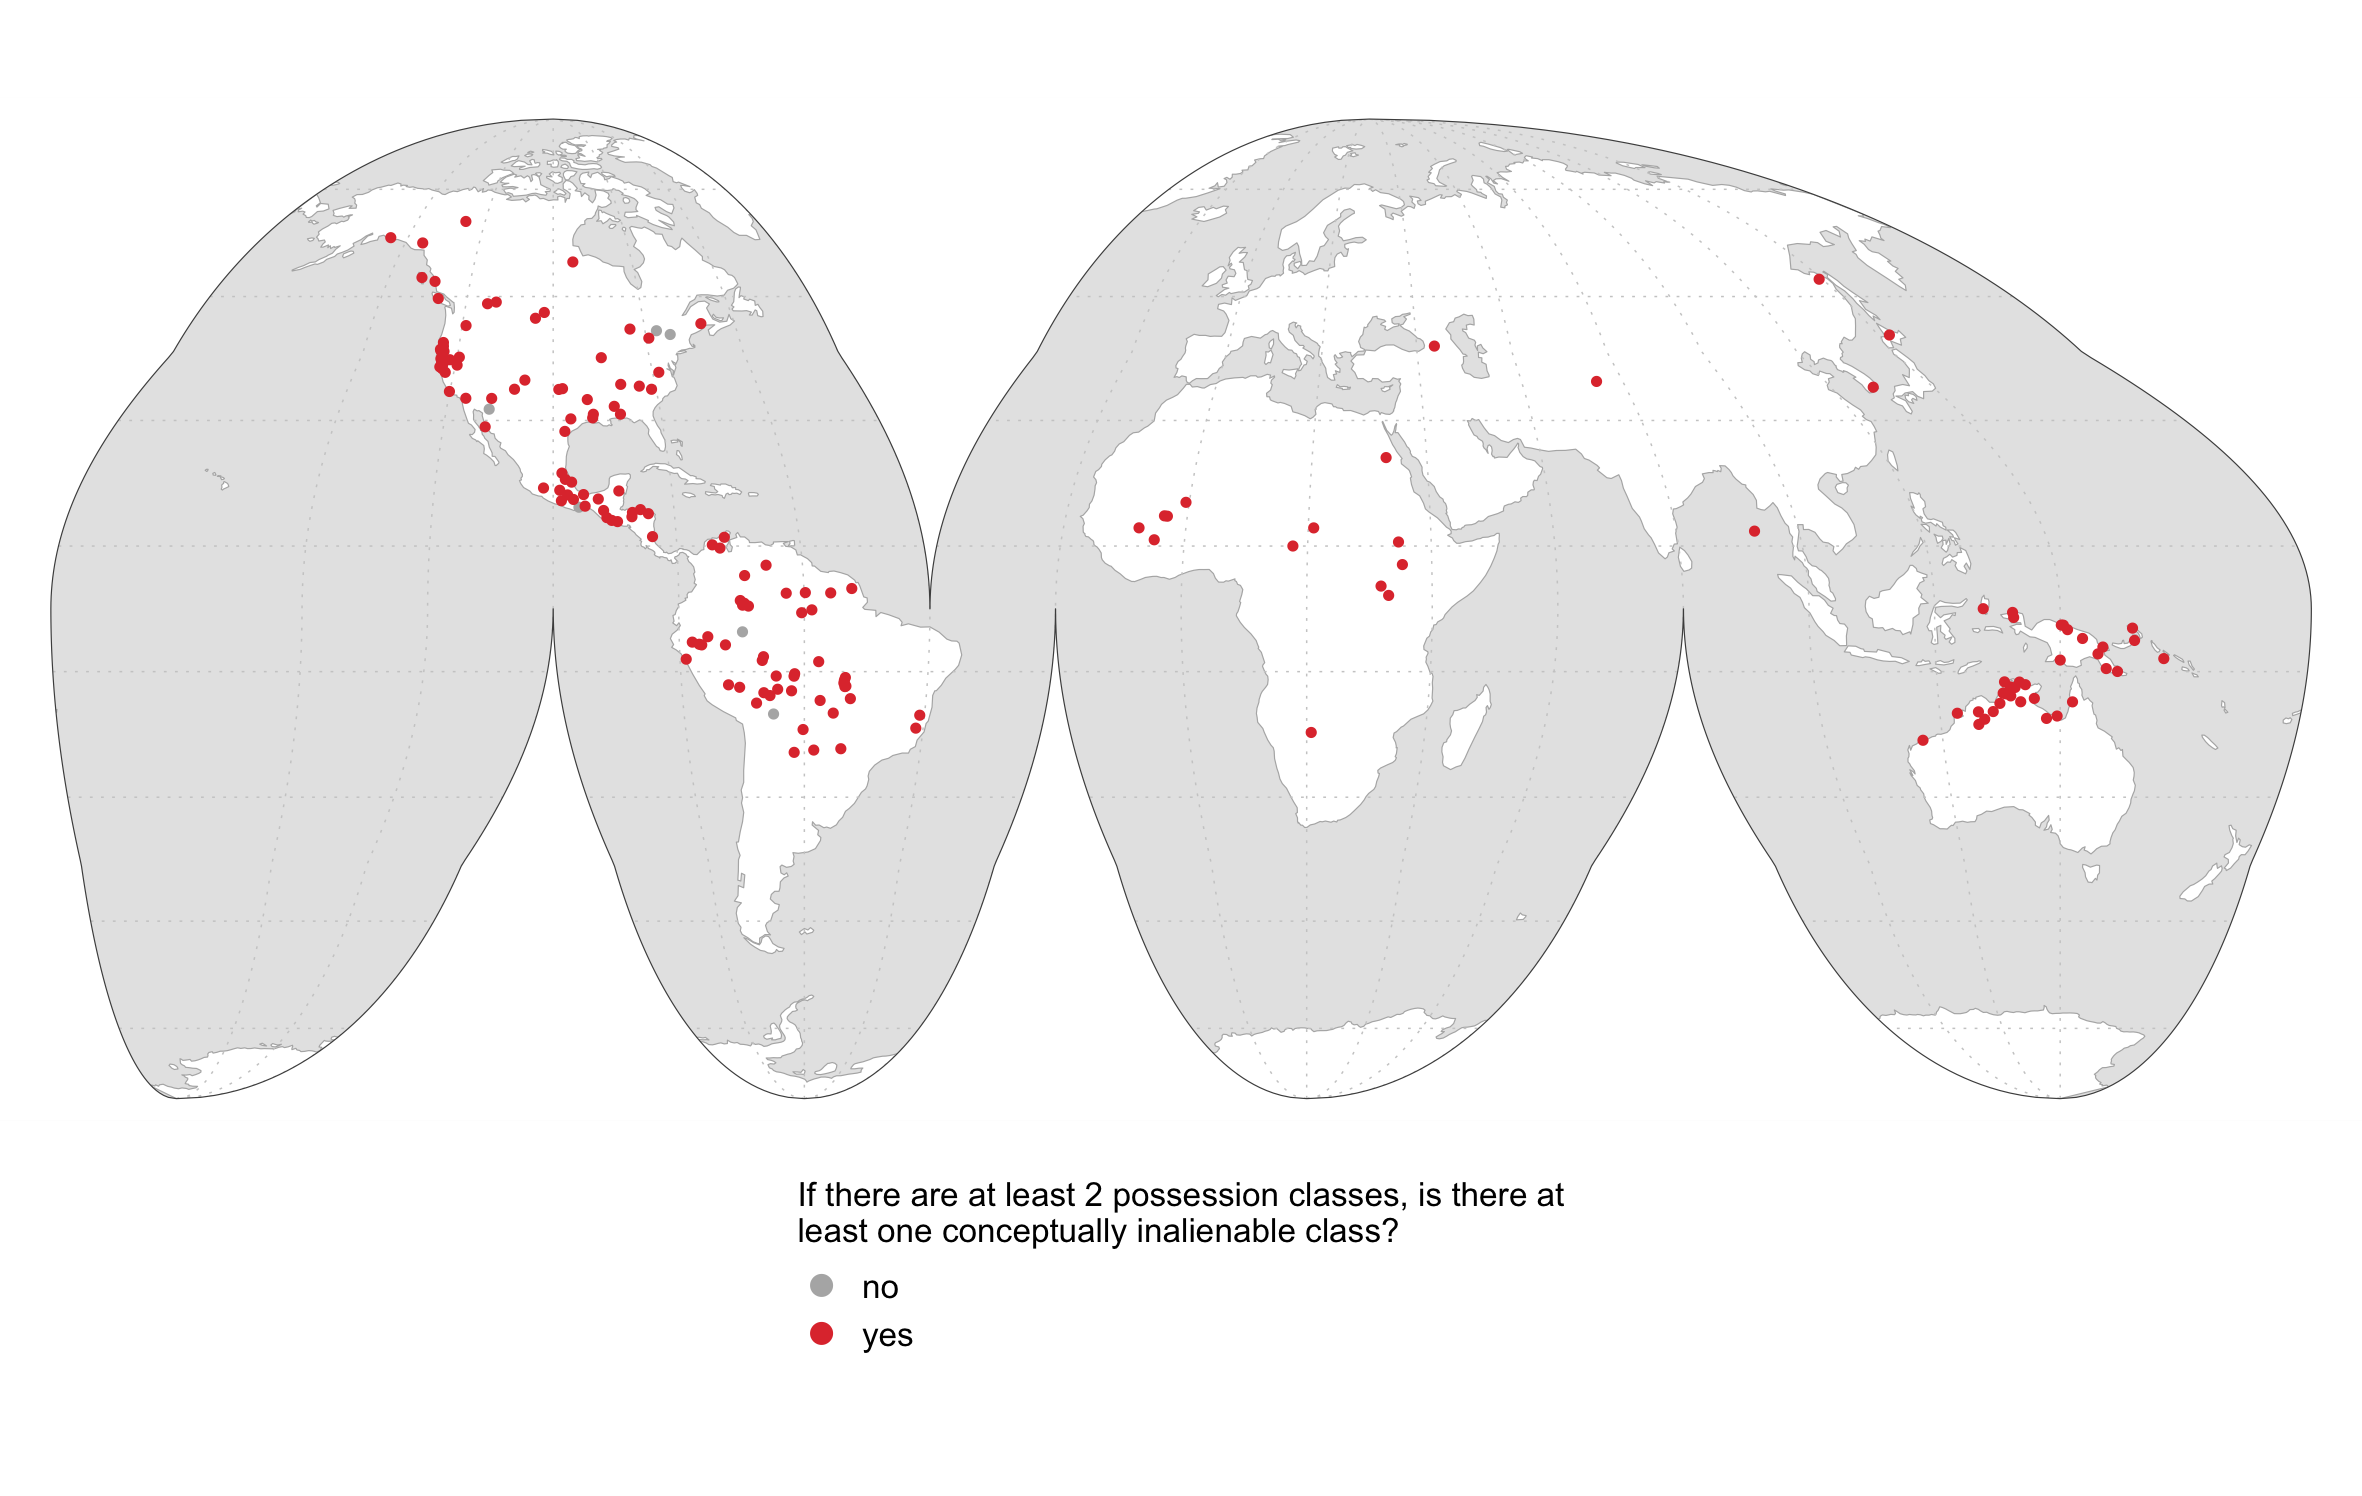 If there are at least 2 possession classes, is there at
least one conceptually inalienable class?
no
yes